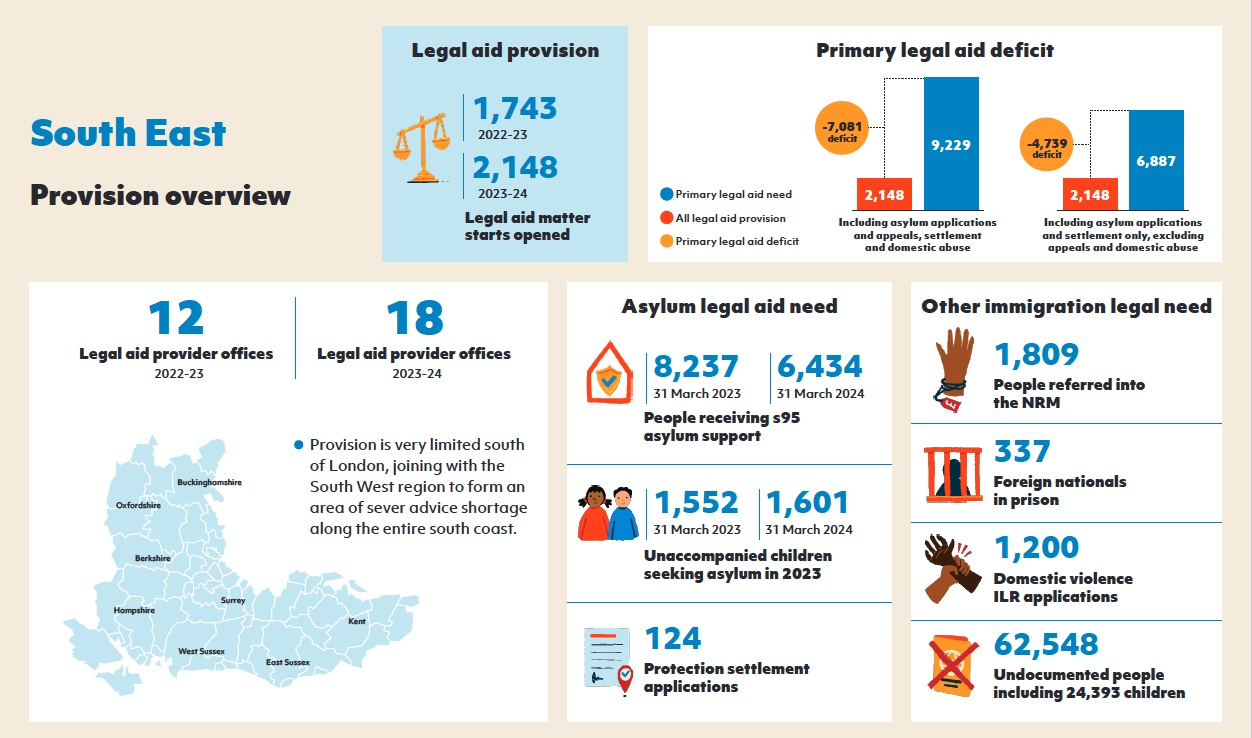 South East
Provision overview
Legal aid provision
1,743
2022-23
2,148
2023-24
Legal aid matter
starts opened
Primary legal aid deficit
Primary legal aid need
All legal aid provision
Primary legal aid deficit
-7,081
deficit
2,148
9,229
Including asylum applications
and appeals, settlement
and domestic abuse
-4,739
deficit
2,148
6,887
Including asylum applications
and settlement only, excluding
appeals and domestic abuse
12
Legal aid provider offices
2022-23
18
Legal aid provider offices
2023-24
Provision is very limited south
of London, joining with the
South West region to form an
area of sever advice shortage
along the entire south coast.
Buckinghamshire
Oxfordshire
Berkshire
Surrey
Hampshire
Kent
West Sussex
East Sussex
Asylum legal aid need
8,237
31 March 2023
6,434
31 March 2024
People receiving s95
asylum support
1,552
31 March 2023
1,601
31 March 2024
Unaccompanied children
seeking asylum in 2023
124
Protection settlement
applications
Other immigration legal need
1,809
People referred into
the NRM
337
Foreign nationals
in prison
1,200
Domestic violence
ILR applications
62,548
Undocumented people
including 24,393 children